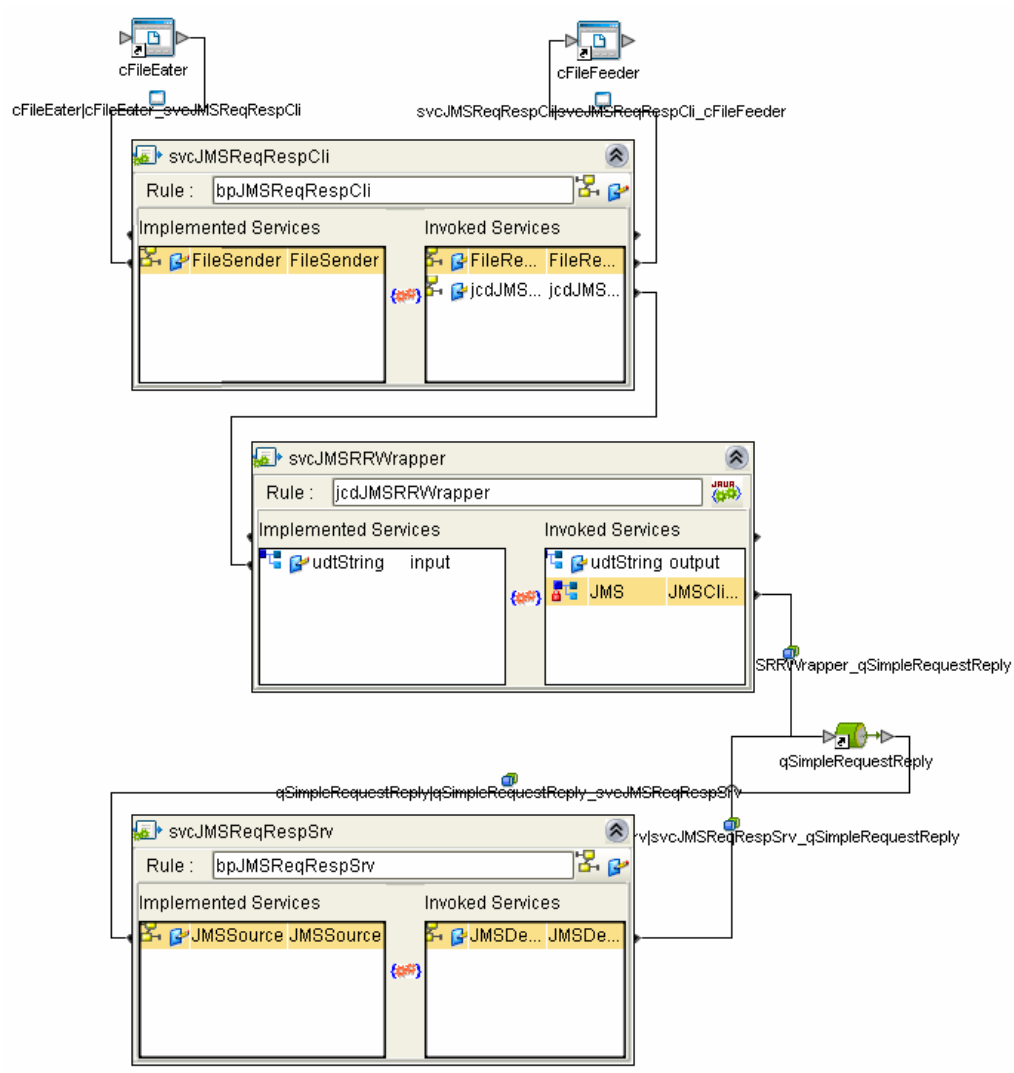 cFileEater
cFileFeeder
cFileEater|cFileEater_svcJMSReqRespCli
svcJMSReqRespCli|svcJMSReqRespCli_cFileFeeder
svcJMSReqRespCli
Rule : bpJMSReqRespCli
Implemented Services Invoked Services
FileSender FileSender FileRe... FileRe...
jcdJMS... jcdJMS...
svcJMSRRWrapper
Rule : jcdJMSRRWrapper
JAVA
Implemented Services Invoked Services
udtString input udtString output
JMS JMSCli...
SRRWrapper_qSimpleRequestReply
qSimpleRequestReply
qSimpleRequestReply|qSimpleRequestReply_svcJMSReqRespSrv
svcJMSReqRespSrv
rv|svcJMSReqRespSrv_qSimpleRequestReply
Rule : bpJMSReqRespSrv
Implemented Services Invoked Services
JMSSource JMSSource JMSDe... JMSDe...